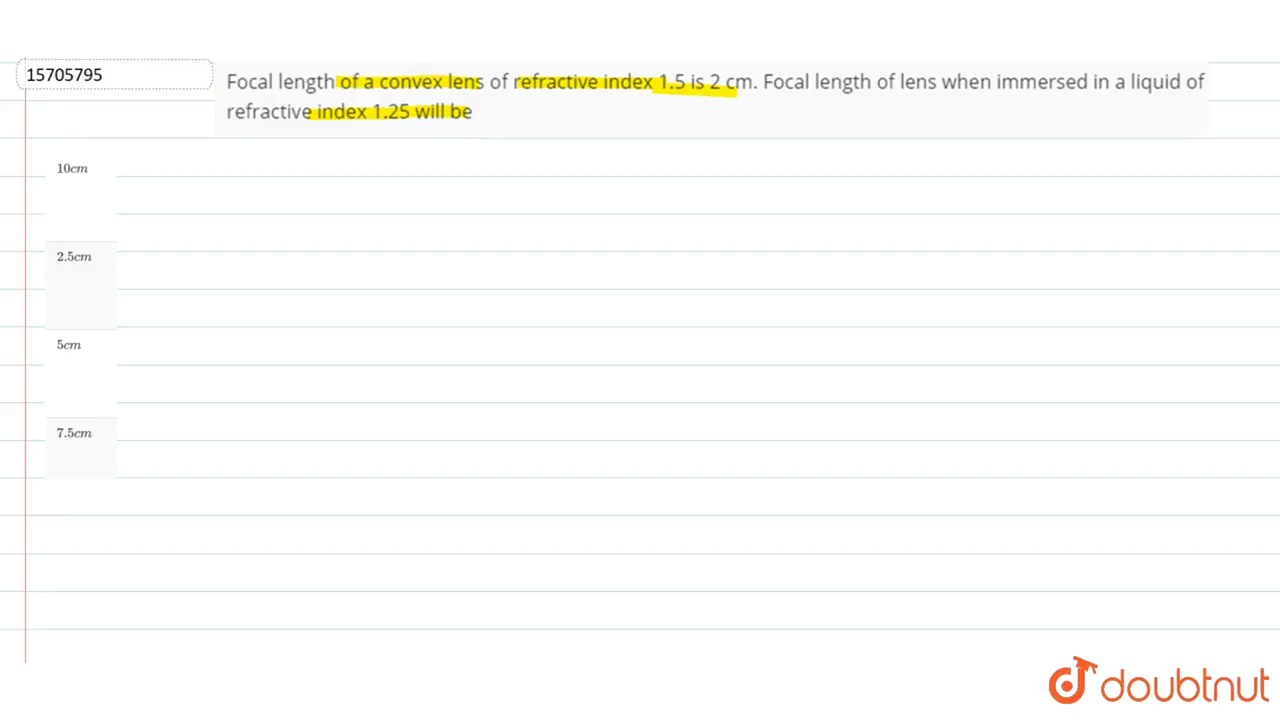 15705795
Focal length of a convex lens of refractive index 1.5 is 2 cm. Focal length of lens when immersed in a liquid of
refractive index 1.25 will be
10cm
2.5cm
5cm
7.5cm
doubtnut